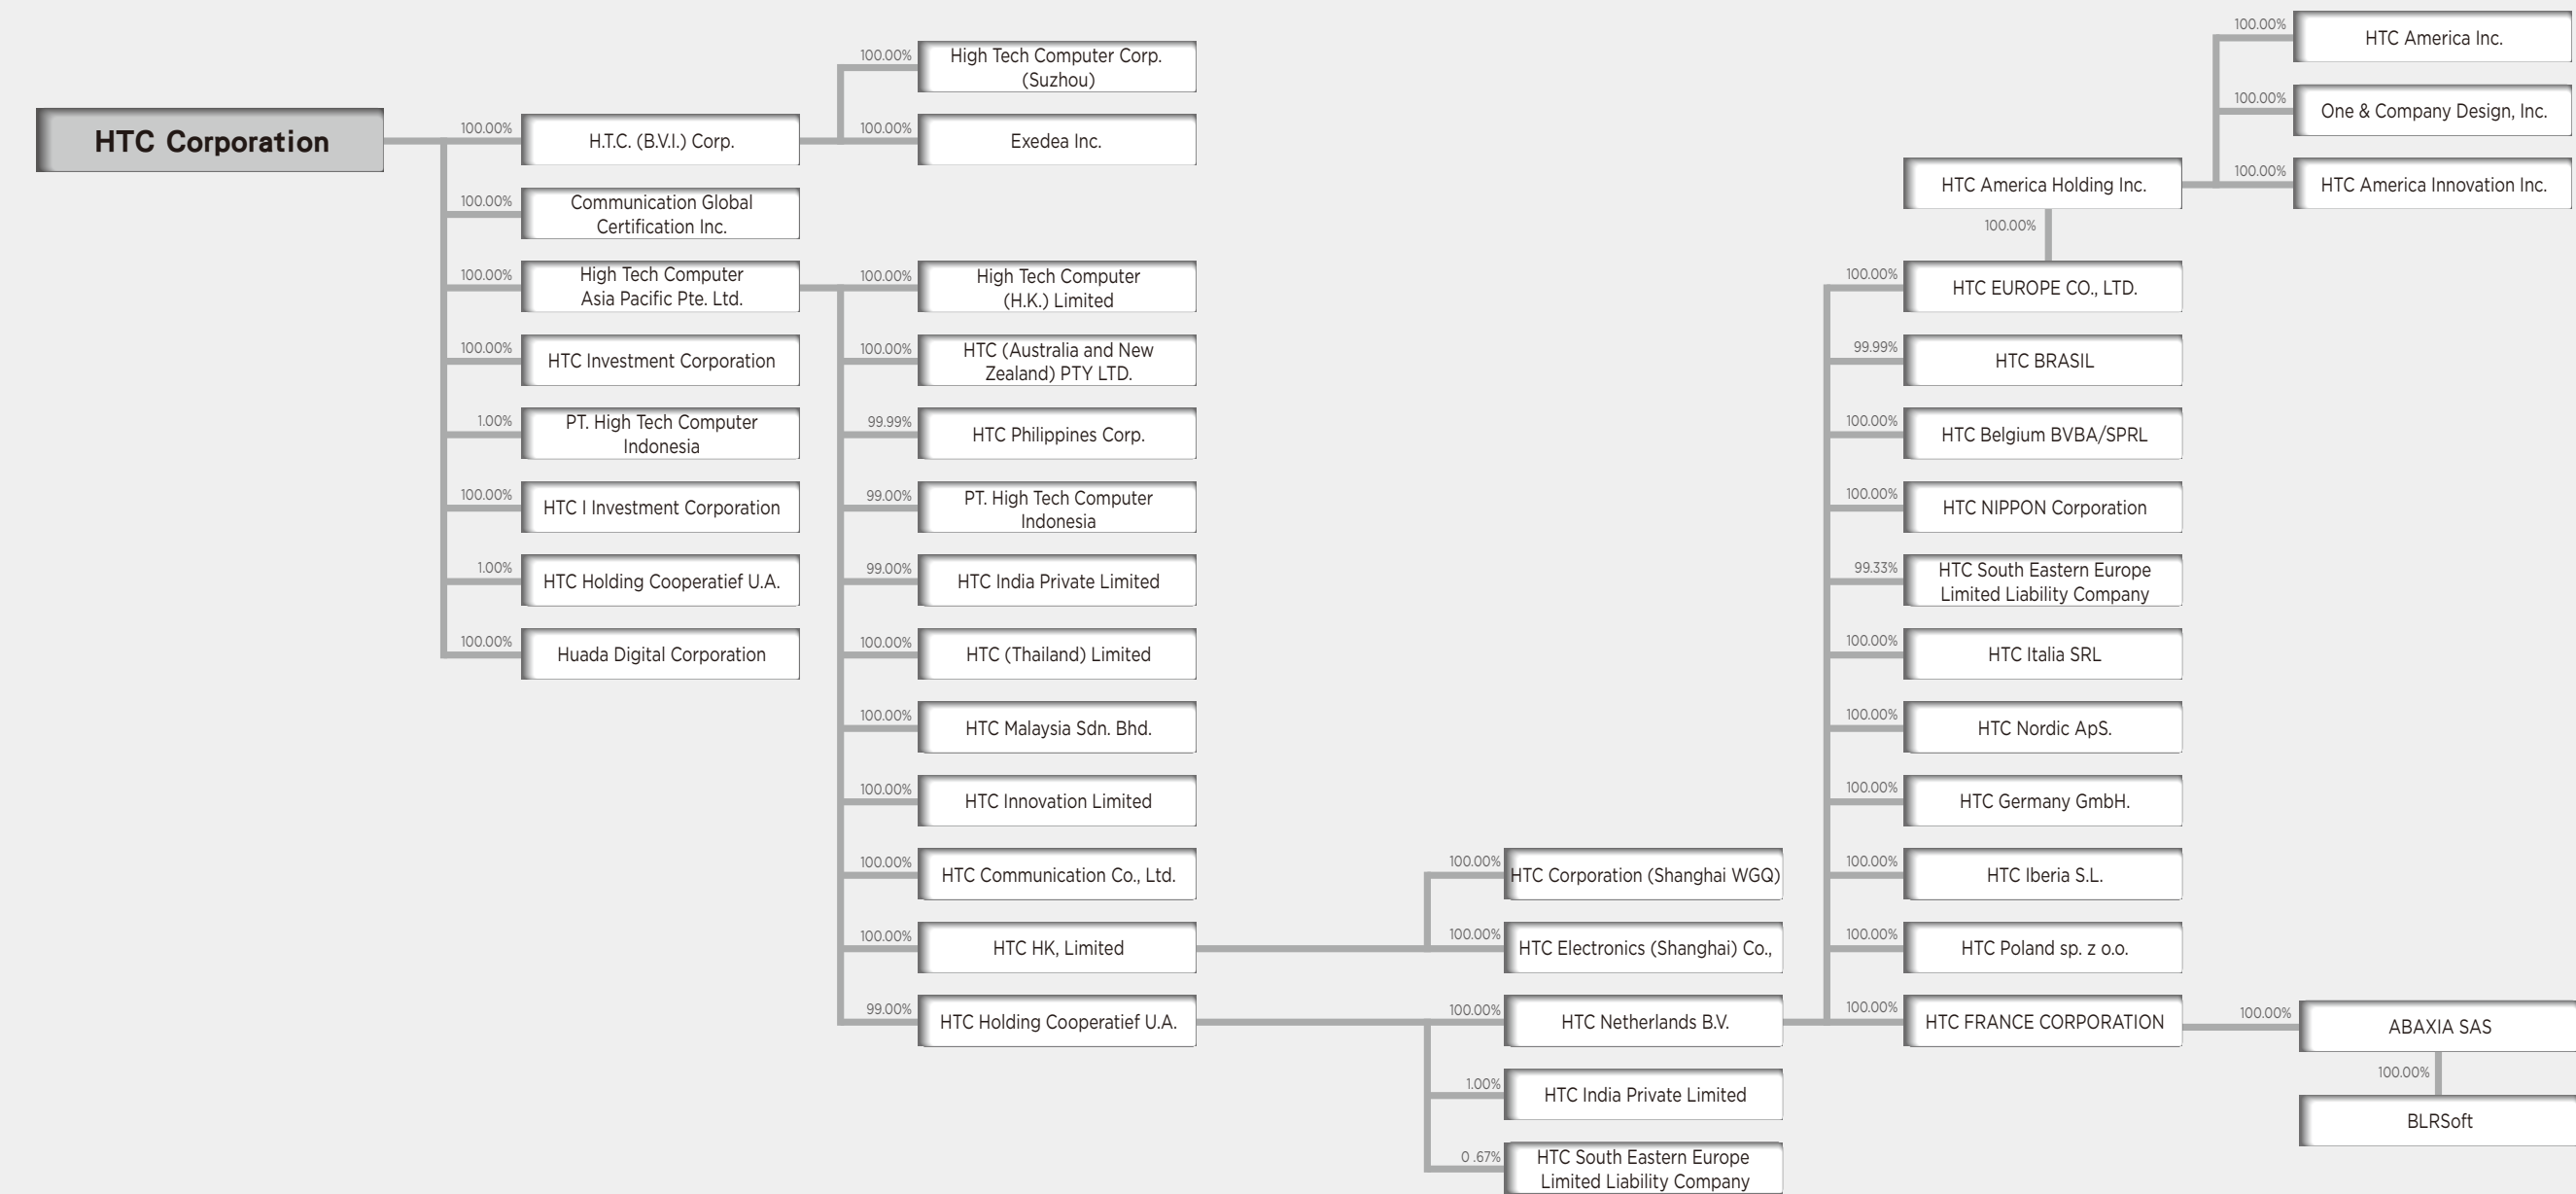 HTC Corporation
100.00%
H.T.C. (B.V.I.) Corp.
100.00%
Communication Global
Certification Inc.
100.00%
High Tech Computer
Asia Pacific Pte. Ltd.
100.00%
HTC Investment Corporation
1.00%
PT. High Tech Computer
Indonesia
100.00%
HTC I Investment Corporation
1.00%
HTC Holding Cooperatief U.A.
100.00%
Huada Digital Corporation
100.00%
High Tech Computer Corp.
(Suzhou)
100.00%
Exedea Inc.
100.00%
High Tech Computer
(H.K.) Limited
100.00%
HTC (Australia and New
Zealand) PTY LTD.
99.99%
HTC Philippines Corp.
99.00%
PT. High Tech Computer
Indonesia
99.00%
HTC India Private Limited
100.00%
HTC (Thailand) Limited
100.00%
HTC Malaysia Sdn. Bhd.
100.00%
HTC Innovation Limited
100.00%
HTC Communication Co., Ltd.
100.00%
HTC HK, Limited
99.00%
HTC Holding Cooperatief U.A.
100.00%
HTC Corporation (Shanghai WGQ)
100.00%
HTC Electronics (Shanghai) Co.,
100.00%
HTC Netherlands B.V.
1.00%
HTC India Private Limited
0 .67%
HTC South Eastern Europe
Limited Liability Company
HTC America Holding Inc.
100.00%
100.00%
HTC EUROPE CO., LTD.
99.99%
HTC BRASIL
100.00%
HTC Belgium BVBA/SPRL
100.00%
HTC NIPPON Corporation
99.33%
HTC South Eastern Europe
Limited Liability Company
100.00%
HTC Italia SRL
100.00%
HTC Nordic ApS.
100.00%
HTC Germany GmbH.
100.00%
HTC Iberia S.L.
100.00%
HTC Poland sp. z o.o.
100.00%
HTC FRANCE CORPORATION
100.00%
HTC America Inc.
100.00%
One & Company Design, Inc.
100.00%
HTC America Innovation Inc.
100.00%
ABAXIA SAS
100.00%
BLRSoft